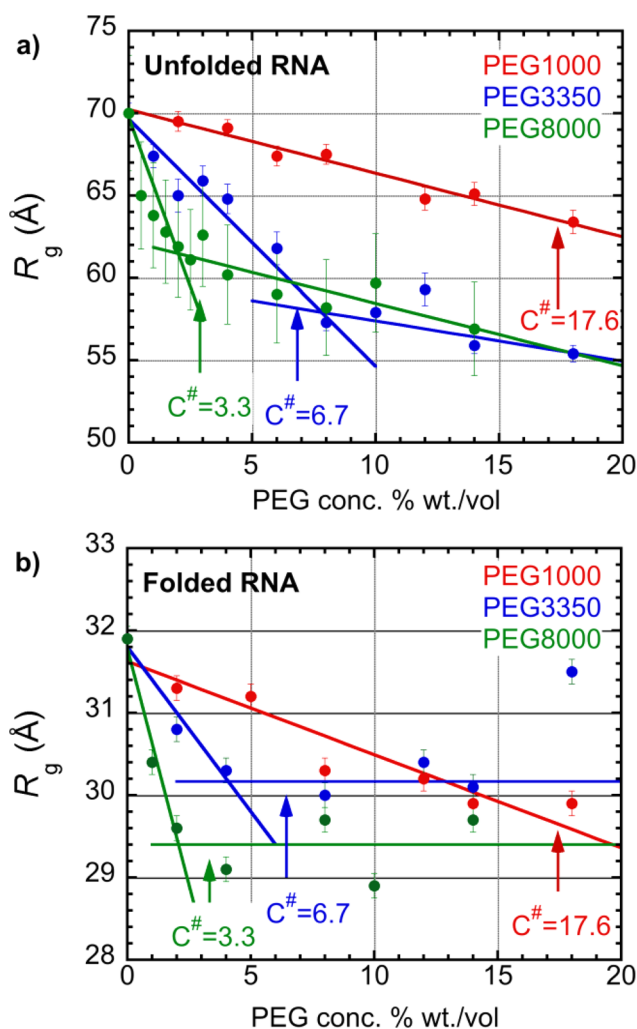 a)
Unfolded RNA
PEG1000
PEG3350
PEG8000
75
70
65
60
55
50
R_g (Å)
C^#=3.3
C^#=6.7
C^#=17.6
0 5 10 15 20
PEG conc. % wt./vol
b)
Folded RNA
PEG1000
PEG3350
PEG8000
33
32
31
30
29
28
R_g (Å)
C^#=3.3
C^#=6.7
C^#=17.6
0 5 10 15 20
PEG conc. % wt./vol